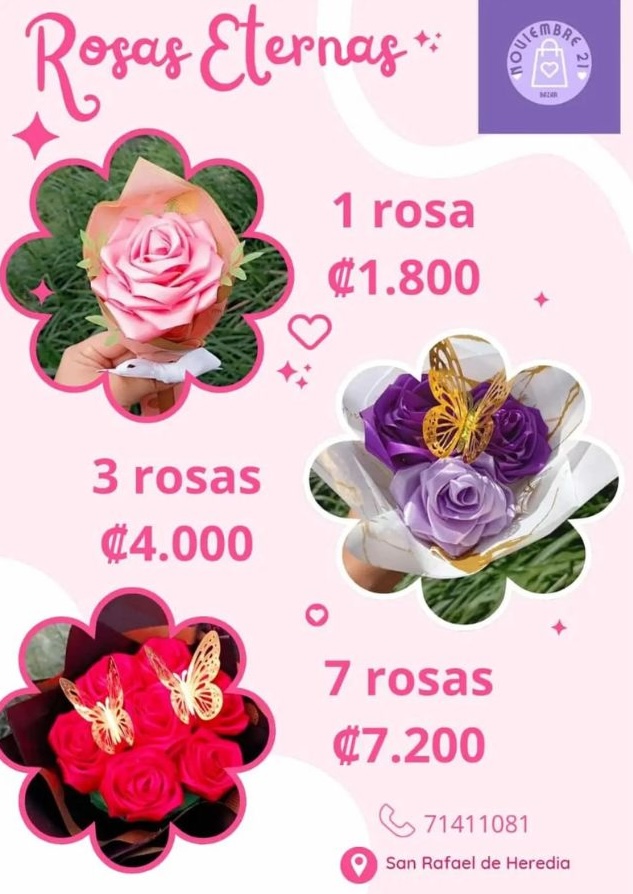 Rosas Eternas
NOVIEMBRE 21
BAZAR
1 rosa
₡1.800
3 rosas
₡4.000
7 rosas
₡7.200
71411081
San Rafael de Heredia